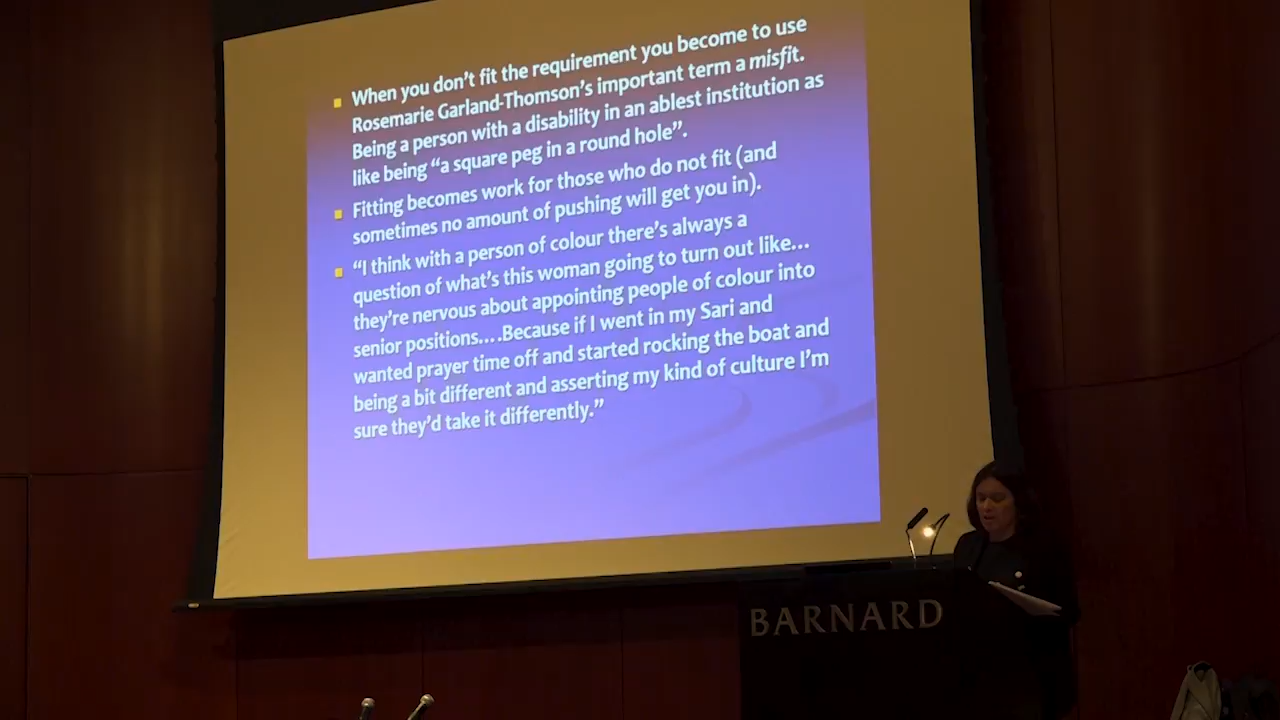 When you don't fit the requirement you become to use
Rosemarie Garland-Thomson's important term a misfit.
Being a person with a disability in an ablest institution as
like being “a square peg in a round hole”.
Fitting becomes work for those who do not fit (and
sometimes no amount of pushing will get you in).
“I think with a person of colour there's always a
question of what's this woman going to turn out like...
they're nervous about appointing people of colour into
senior positions....Because if I went in my Sari and
wanted prayer time off and started rocking the boat and
being a bit different and asserting my kind of culture I'm
sure they'd take it differently.”
BARNARD